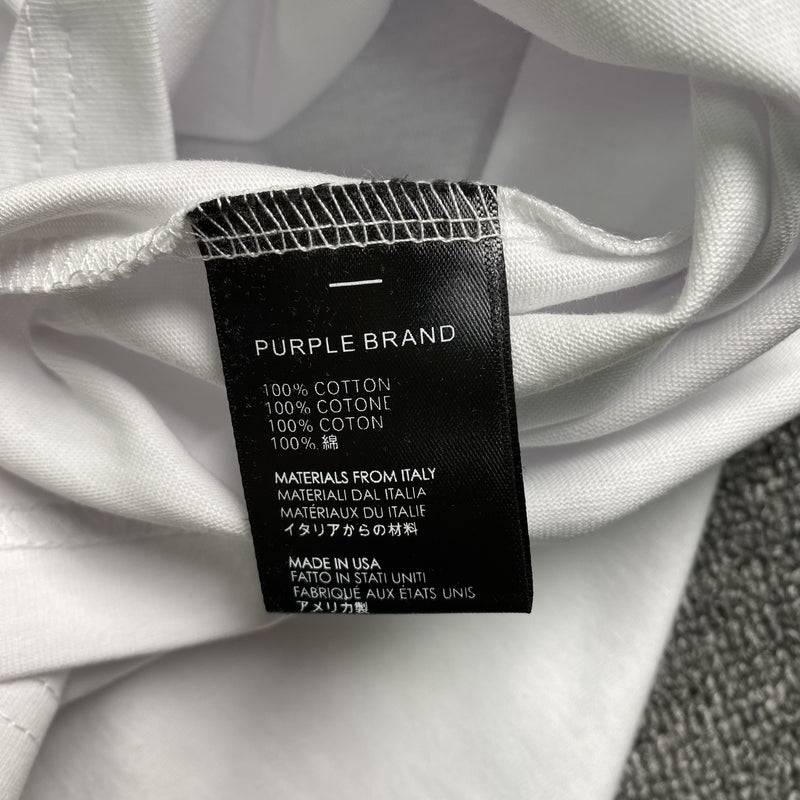 PURPLE BRAND
100% COTTON
100% COTONE
100% COTON
100% 綿
MATERIALS FROM ITALY
MATERIALI DAL ITALIA
MATÉRIAUX DU ITALIE
イタリアからの材料
MADE IN USA
FATTO IN STATI UNITI
FABRIQUÉ AUX ÉTATS UNIS
アメリカ製